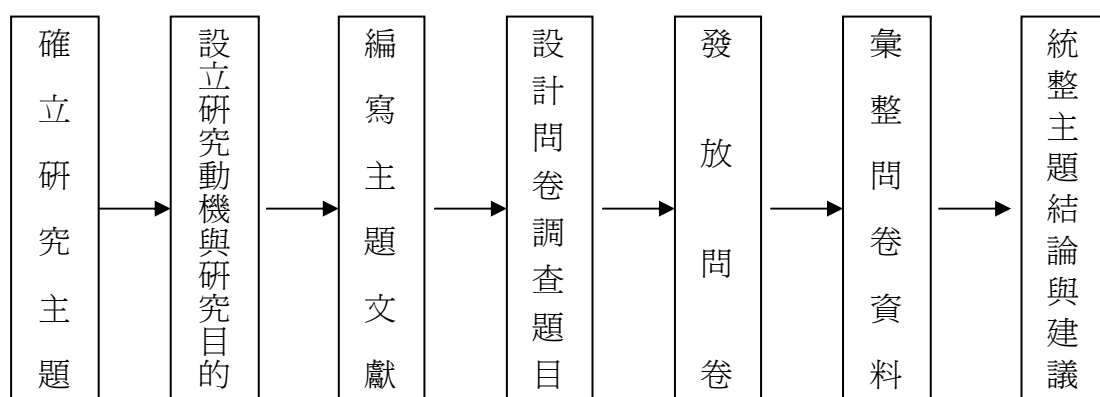 確立研究主題
設立研究動機與研究目的
編寫主題文獻
設計問卷調查題目
發放問卷
彙整問卷資料
統整主題結論與建議